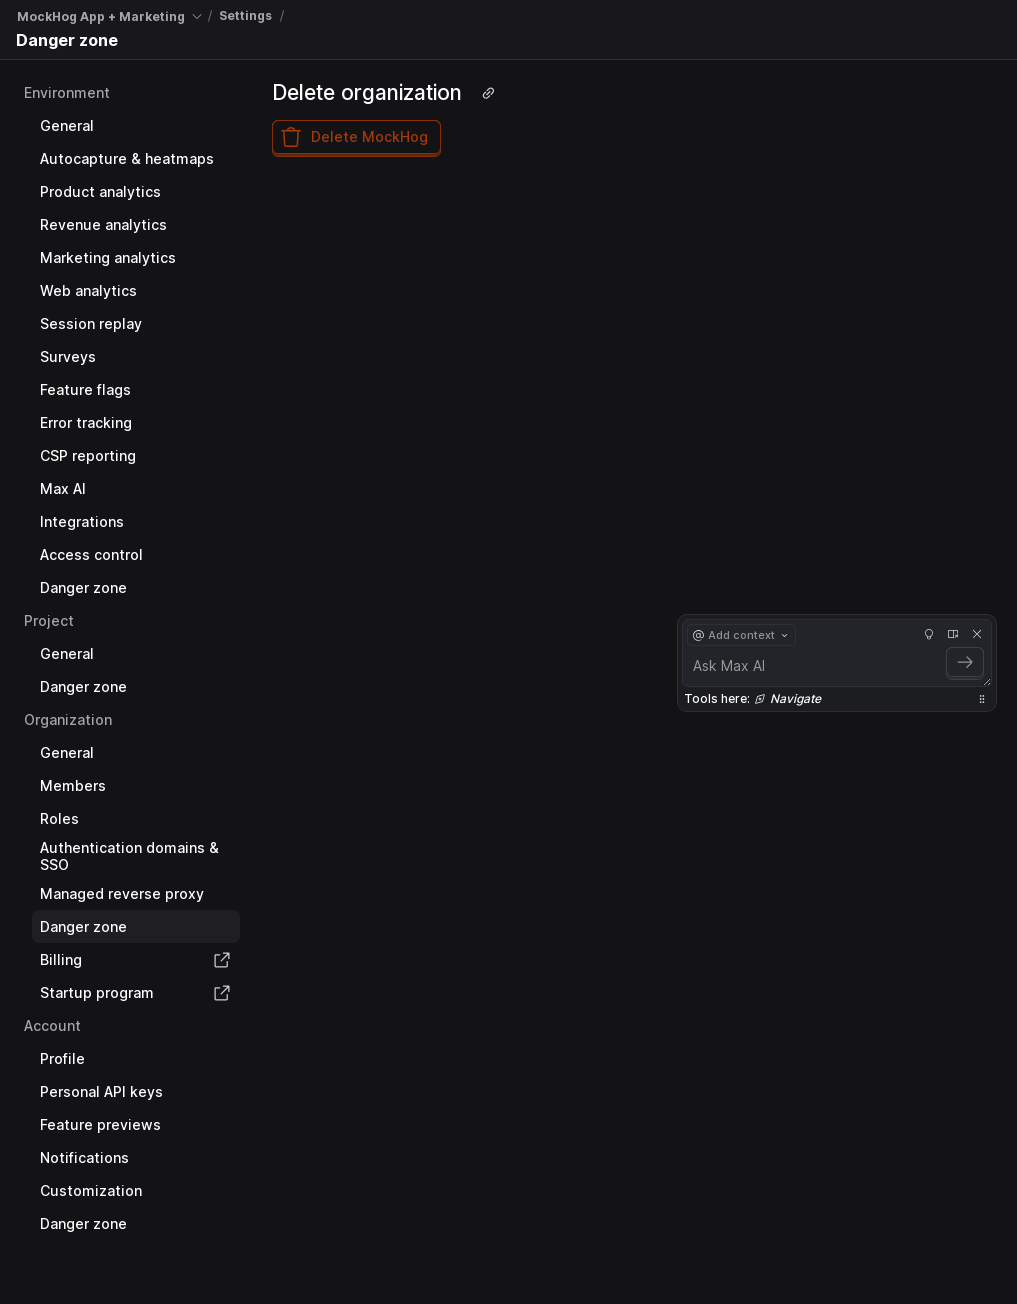 MockHog App + Marketing / Settings /
Danger zone
Environment
General
Autocapture & heatmaps
Product analytics
Revenue analytics
Marketing analytics
Web analytics
Session replay
Surveys
Feature flags
Error tracking
CSP reporting
Max AI
Integrations
Access control
Danger zone
Project
General
Danger zone
Organization
General
Members
Roles
Authentication domains &
SSO
Managed reverse proxy
Danger zone
Billing
Startup program
Account
Profile
Personal API keys
Feature previews
Notifications
Customization
Danger zone
Delete organization
Delete MockHog
@ Add context
Ask Max AI
Tools here: Navigate